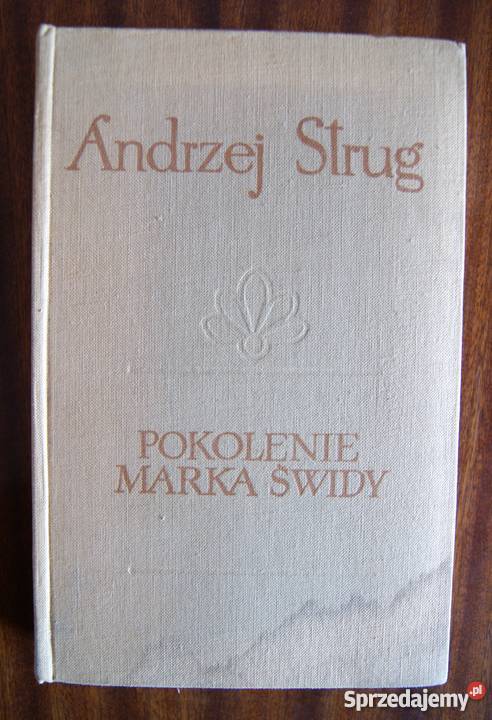 Andrzej Strug
POKOLENIE
MARKA ŚWIDY
Sprzedajemy.pl